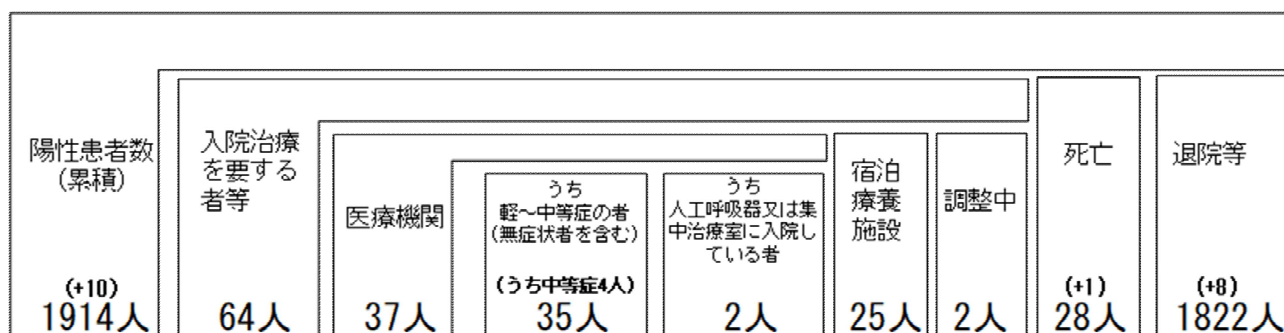 陽性患者数
(累積)
(+10)
1914人
入院治療
を要する
者等
64人
医療機関
37人
うち
軽～中等症の者
(無症状者を含む)
(うち中等症4人)
35人
うち
人工呼吸器又は集
中治療室に入院し
ている者
2人
宿泊
療養
施設
25人
調整中
2人
死亡
(+1)
28人
退院等
(+8)
1822人